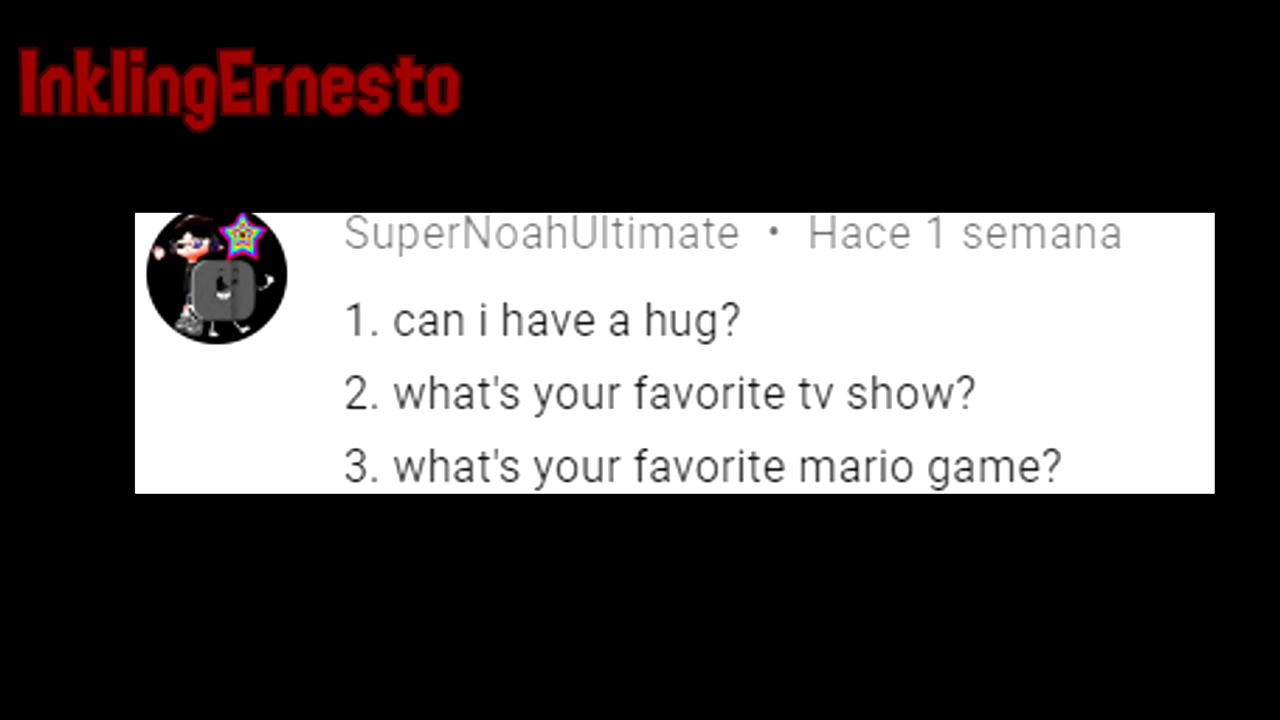 InklingErnesto
SuperNoahUltimate • Hace 1 semana
1. can i have a hug?
2. what's your favorite tv show?
3. what's your favorite mario game?